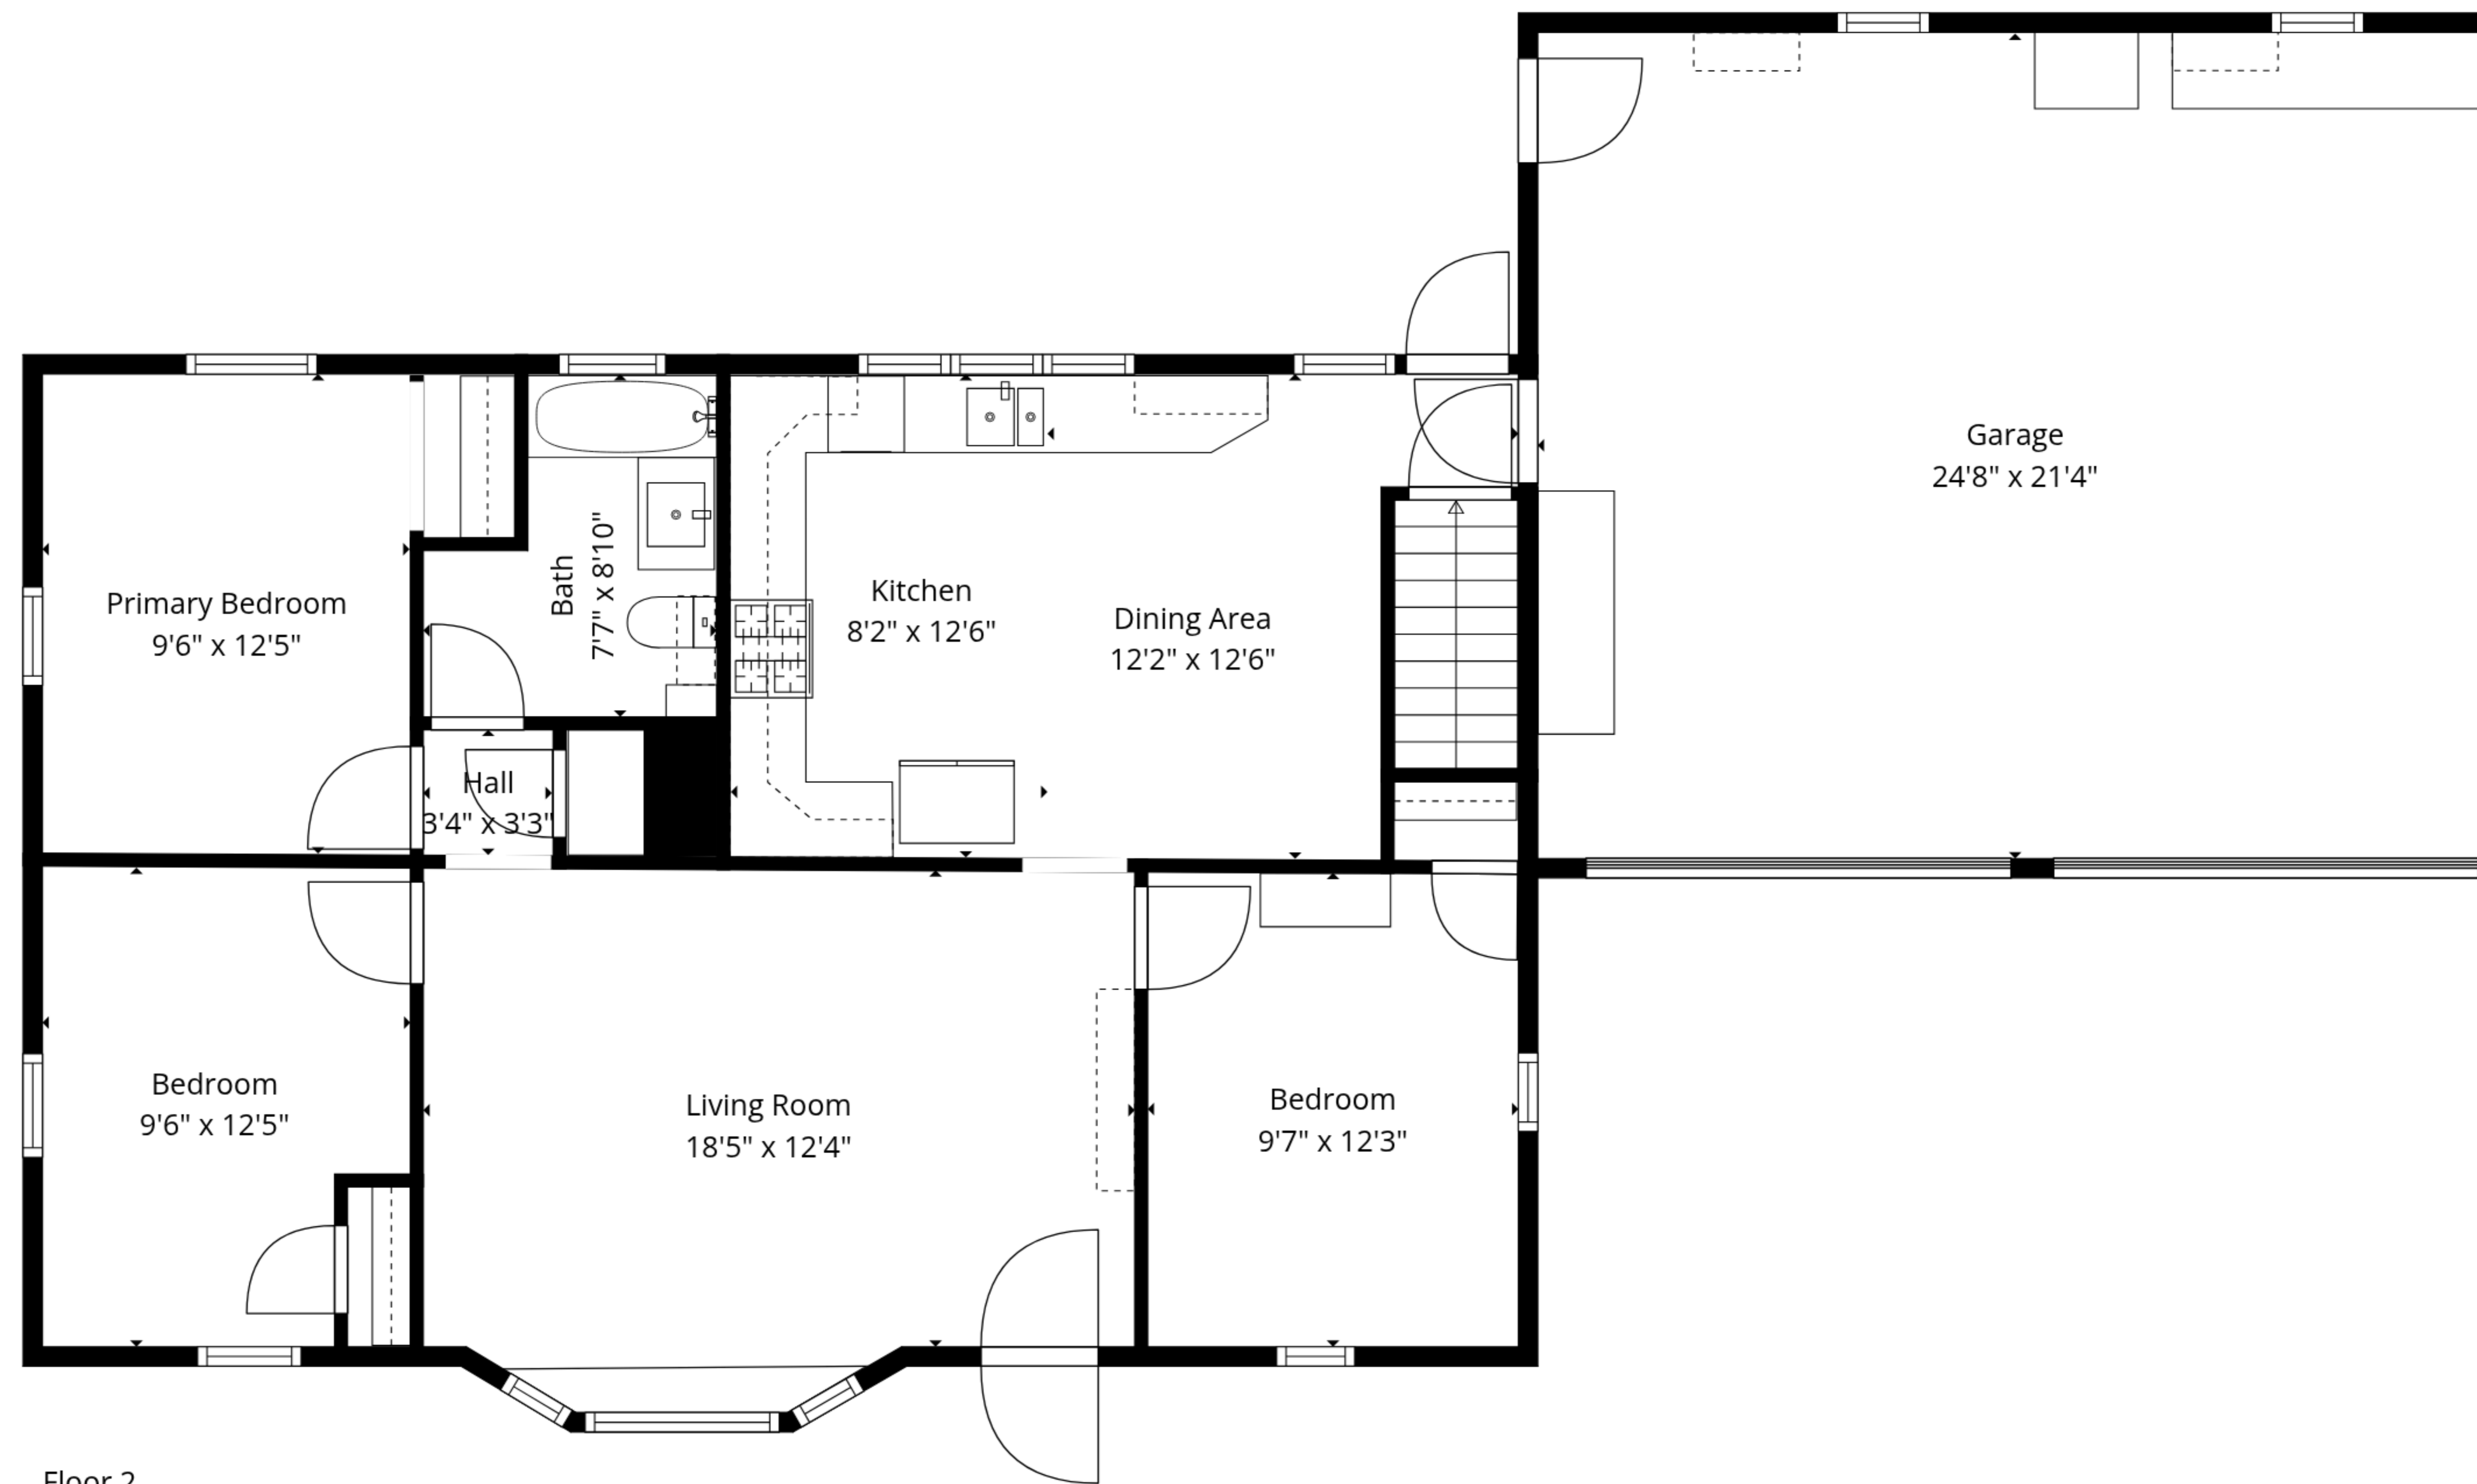 Garage
24'8" x 21'4"
Primary Bedroom
9'6" x 12'5"
Bath
7'7" x 8'10"
Kitchen
8'2" x 12'6"
Dining Area
12'2" x 12'6"
Hall
3'4" x 3'3"
Bedroom
9'6" x 12'5"
Living Room
18'5" x 12'4"
Bedroom
9'7" x 12'3"
Floor 2